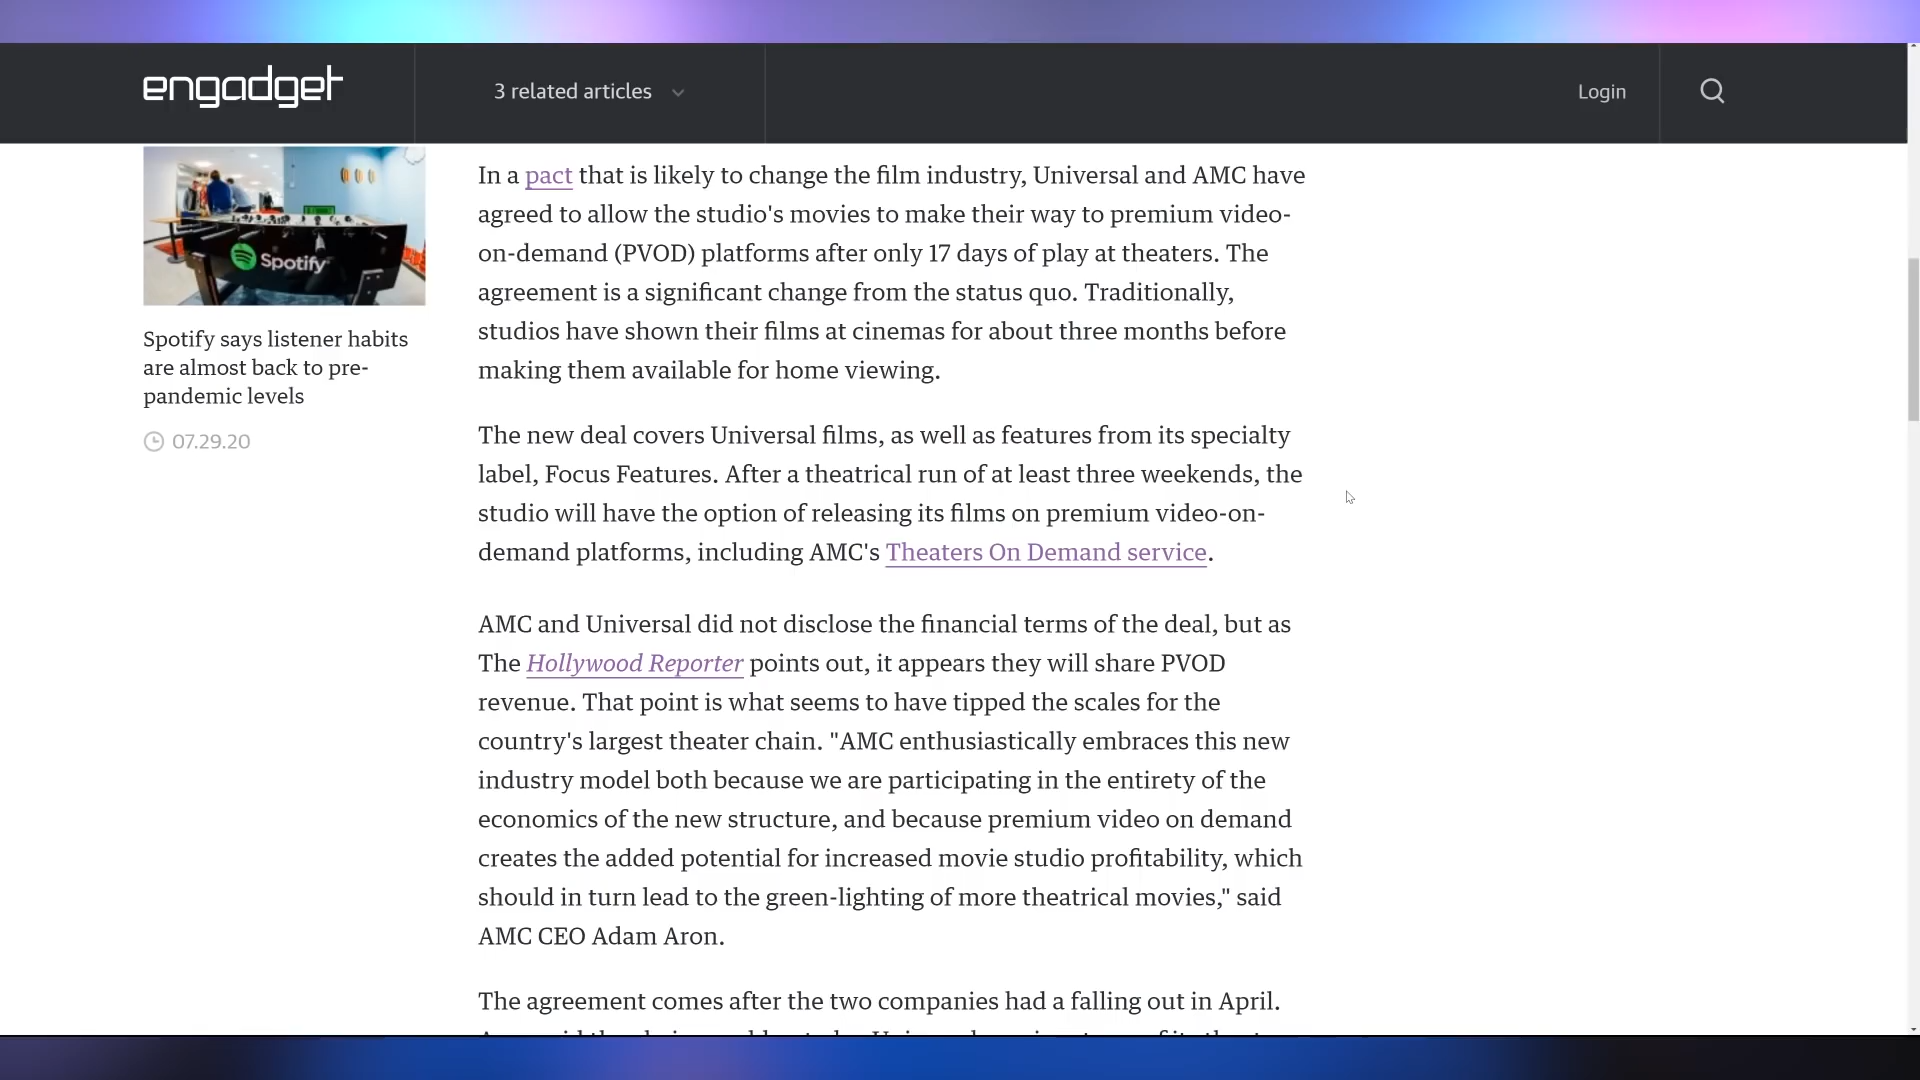 engadget
3 related articles
Login
Spotify
Spotify says listener habits
are almost back to pre-
pandemic levels
07.29.20
In a pact that is likely to change the film industry, Universal and AMC have
agreed to allow the studio's movies to make their way to premium video-
on-demand (PVOD) platforms after only 17 days of play at theaters. The
agreement is a significant change from the status quo. Traditionally,
studios have shown their films at cinemas for about three months before
making them available for home viewing.
The new deal covers Universal films, as well as features from its specialty
label, Focus Features. After a theatrical run of at least three weekends, the
studio will have the option of releasing its films on premium video-on-
demand platforms, including AMC's Theaters On Demand service.
AMC and Universal did not disclose the financial terms of the deal, but as
The Hollywood Reporter points out, it appears they will share PVOD
revenue. That point is what seems to have tipped the scales for the
country's largest theater chain. "AMC enthusiastically embraces this new
industry model both because we are participating in the entirety of the
economics of the new structure, and because premium video on demand
creates the added potential for increased movie studio profitability, which
should in turn lead to the green-lighting of more theatrical movies," said
AMC CEO Adam Aron.
The agreement comes after the two companies had a falling out in April.